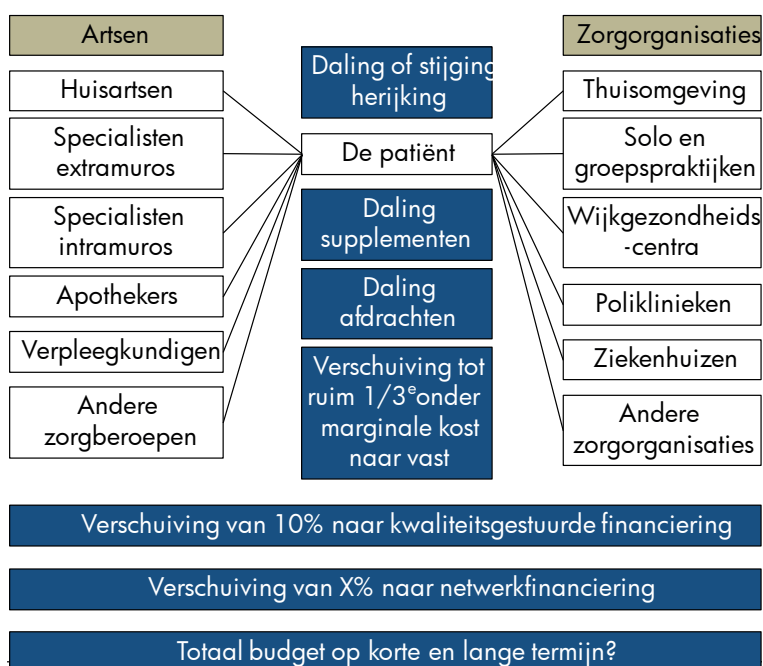 Artsen
Huisartsen
Specialisten
extramuros
Specialisten
intramuros
Apothekers
Verpleegkundigen
Andere
zorgberoepen
Daling of stijging
herijking
De patiënt
Daling
supplementen
Daling
afdrachten
Verschuiving tot
ruim 1/3ᵉonder
marginale kost
naar vast
Zorgorganisaties
Thuisomgeving
Solo en
groepspraktijken
Wijkgezondheids
-centra
Poliklinieken
Ziekenhuizen
Andere
zorgorganisaties
Verschuiving van 10% naar kwaliteitsgestuurde financiering
Verschuiving van X% naar netwerkfinanciering
Totaal budget op korte en lange termijn?